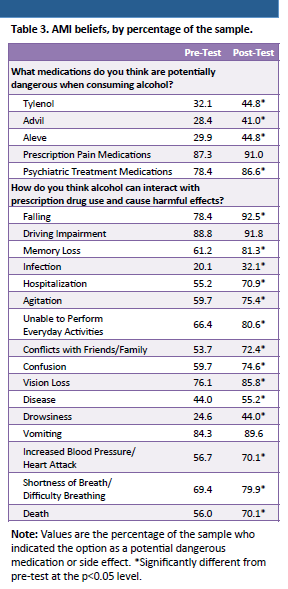 Table 3. AMI beliefs, by percentage of the sample.
Pre-Test Post-Test
What medications do you think are potentially
dangerous when consuming alcohol?
Tylenol 32.1 44.8*
Advil 28.4 41.0*
Aleve 29.9 44.8*
Prescription Pain Medications 87.3 91.0
Psychiatric Treatment Medications 78.4 86.6*
How do you think alcohol can interact with
prescription drug use and cause harmful effects?
Falling 78.4 92.5*
Driving Impairment 88.8 91.8
Memory Loss 61.2 81.3*
Infection 20.1 32.1*
Hospitalization 55.2 70.9*
Agitation 59.7 75.4*
Unable to Perform
Everyday Activities 66.4 80.6*
Conflicts with Friends/Family 53.7 72.4*
Confusion 59.7 74.6*
Vision Loss 76.1 85.8*
Disease 44.0 55.2*
Drowsiness 24.6 44.0*
Vomiting 84.3 89.6
Increased Blood Pressure/
Heart Attack 56.7 70.1*
Shortness of Breath/
Difficulty Breathing 69.4 79.9*
Death 56.0 70.1*
Note: Values are the percentage of the sample who
indicated the option as a potential dangerous
medication or side effect. *Significantly different from
pre-test at the p<0.05 level.